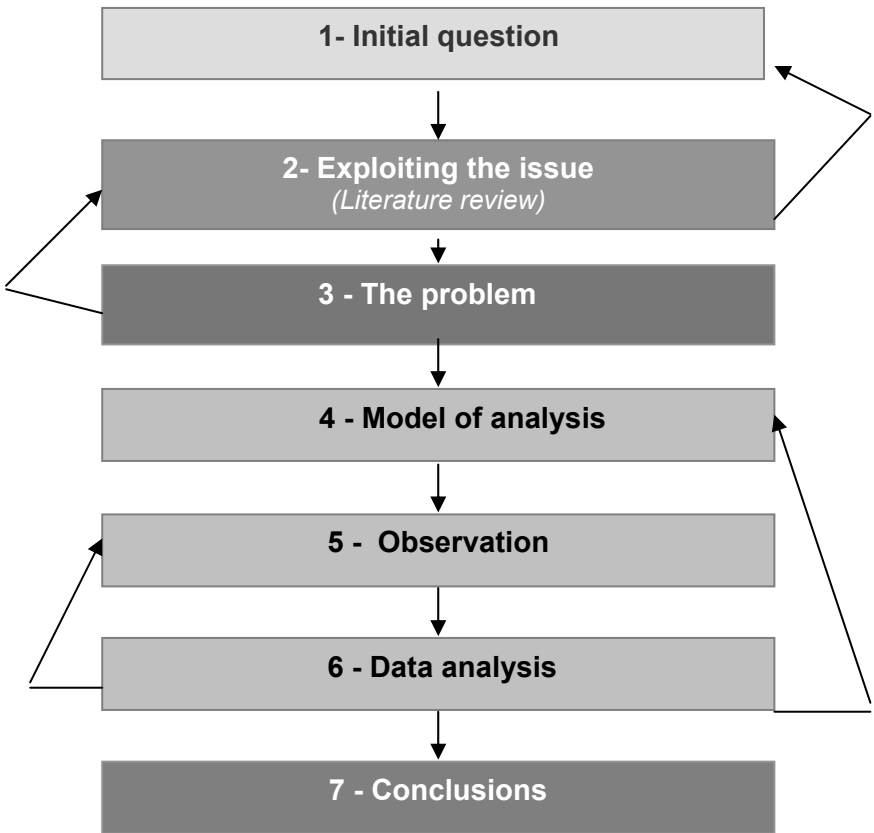 1- Initial question
2- Exploiting the issue
(Literature review)
3 - The problem
4 - Model of analysis
5 -  Observation
6 - Data analysis
7 - Conclusions